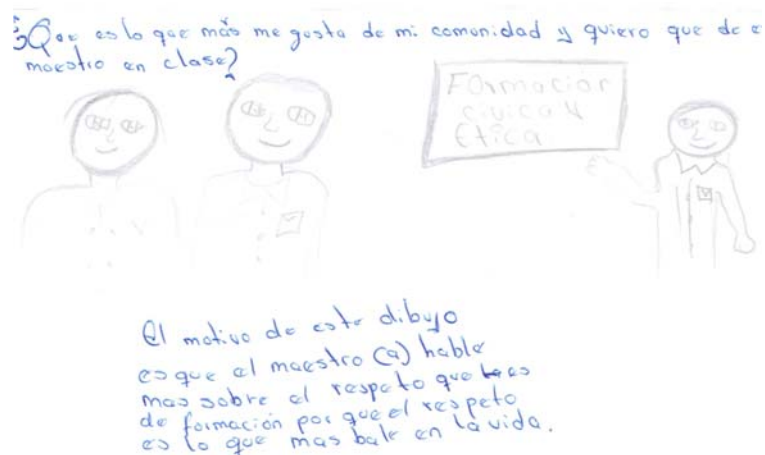 ¿Que es lo que más me gusta de mi comunidad y quiero que de e
maestro en clase?
Formacion
civica y
Etica
El motivo de este dibujo
es que el maestro (a) hable
mas sobre el respeto que es
de formación por que el respeto
es lo que mas bale en la vida.